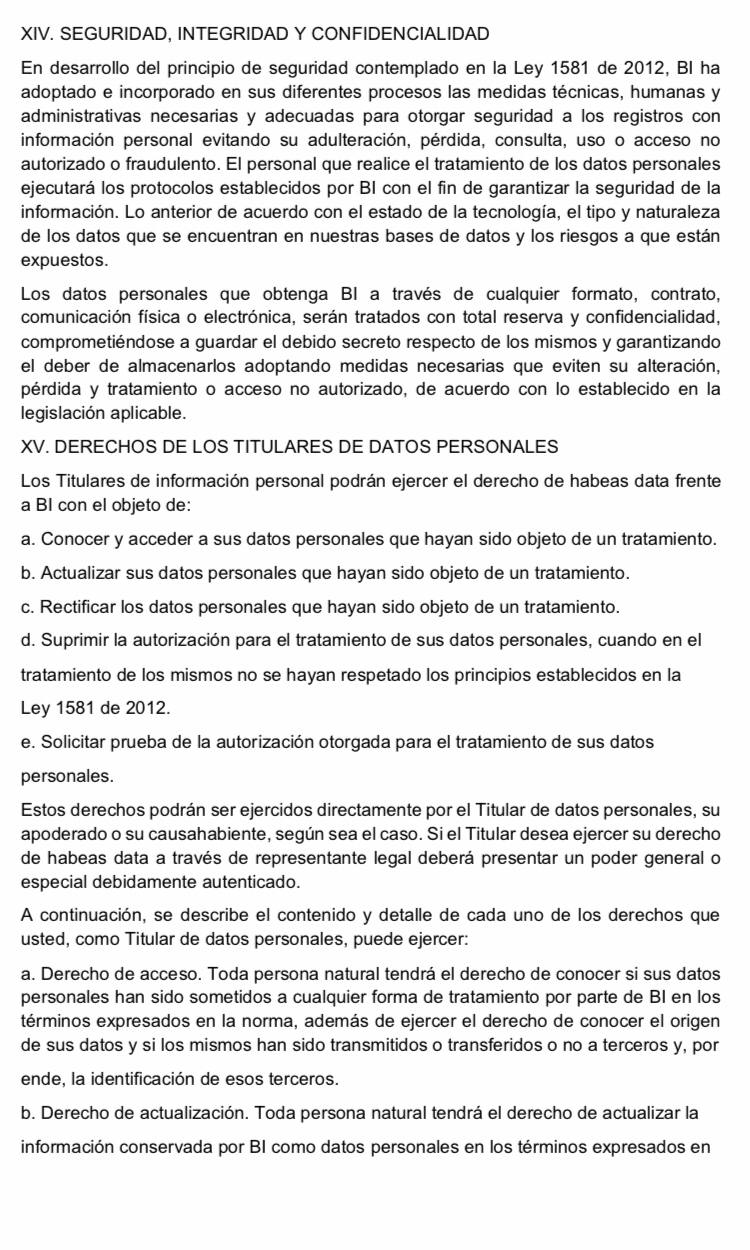 XIV. SEGURIDAD, INTEGRIDAD Y CONFIDENCIALIDAD
En desarrollo del principio de seguridad contemplado en la Ley 1581 de 2012, BI ha
adoptado e incorporado en sus diferentes procesos las medidas técnicas, humanas y
administrativas necesarias y adecuadas para otorgar seguridad a los registros con
información personal evitando su adulteración, pérdida, consulta, uso o acceso no
autorizado o fraudulento. El personal que realice el tratamiento de los datos personales
ejecutará los protocolos establecidos por BI con el fin de garantizar la seguridad de la
información. Lo anterior de acuerdo con el estado de la tecnología, el tipo y naturaleza
de los datos que se encuentran en nuestras bases de datos y los riesgos a que están
expuestos.
Los datos personales que obtenga BI a través de cualquier formato, contrato,
comunicación física o electrónica, serán tratados con total reserva y confidencialidad,
comprometiéndose a guardar el debido secreto respecto de los mismos y garantizando
el deber de almacenarlos adoptando medidas necesarias que eviten su alteración,
pérdida y tratamiento o acceso no autorizado, de acuerdo con lo establecido en la
legislación aplicable.
XV. DERECHOS DE LOS TITULARES DE DATOS PERSONALES
Los Titulares de información personal podrán ejercer el derecho de habeas data frente
a BI con el objeto de:
a. Conocer y acceder a sus datos personales que hayan sido objeto de un tratamiento.
b. Actualizar sus datos personales que hayan sido objeto de un tratamiento.
c. Rectificar los datos personales que hayan sido objeto de un tratamiento.
d. Suprimir la autorización para el tratamiento de sus datos personales, cuando en el
tratamiento de los mismos no se hayan respetado los principios establecidos en la
Ley 1581 de 2012.
e. Solicitar prueba de la autorización otorgada para el tratamiento de sus datos
personales.
Estos derechos podrán ser ejercidos directamente por el Titular de datos personales, su
apoderado o su causahabiente, según sea el caso. Si el Titular desea ejercer su derecho
de habeas data a través de representante legal deberá presentar un poder general o
especial debidamente autenticado.
A continuación, se describe el contenido y detalle de cada uno de los derechos que
usted, como Titular de datos personales, puede ejercer:
a. Derecho de acceso. Toda persona natural tendrá el derecho de conocer si sus datos
personales han sido sometidos a cualquier forma de tratamiento por parte de BI en los
términos expresados en la norma, además de ejercer el derecho de conocer el origen
de sus datos y si los mismos han sido transmitidos o transferidos o no a terceros y, por
ende, la identificación de esos terceros.
b. Derecho de actualización. Toda persona natural tendrá el derecho de actualizar la
información conservada por BI como datos personales en los términos expresados en